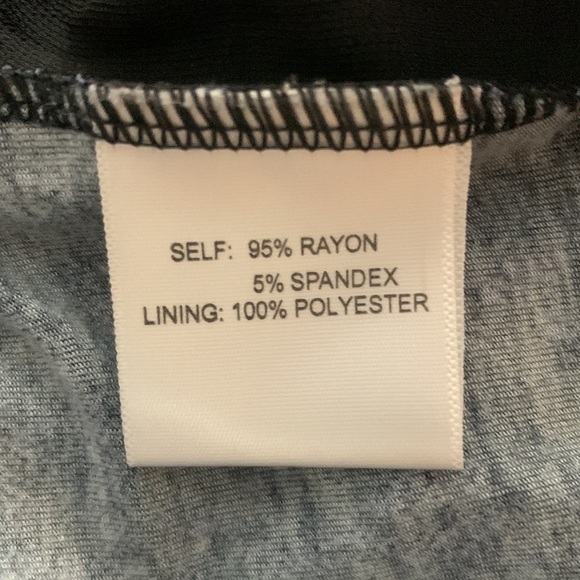 SELF: 95% RAYON
5% SPANDEX
LINING: 100% POLYESTER